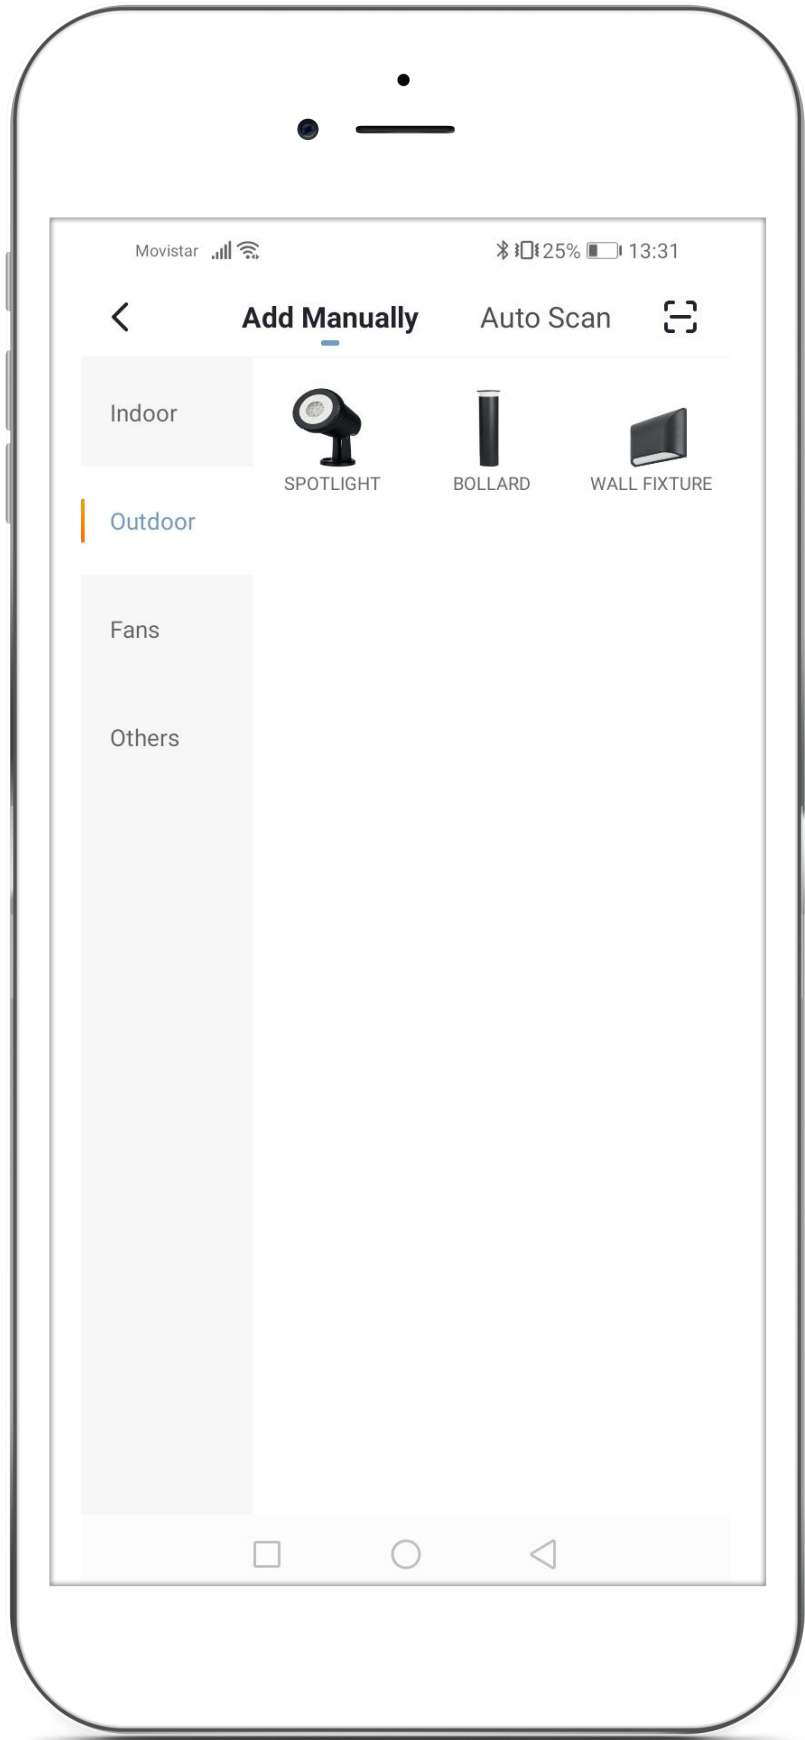 Movistar 25% 13:31
Add Manually Auto Scan
Indoor
SPOTLIGHT BOLLARD WALL FIXTURE
Outdoor
Fans
Others